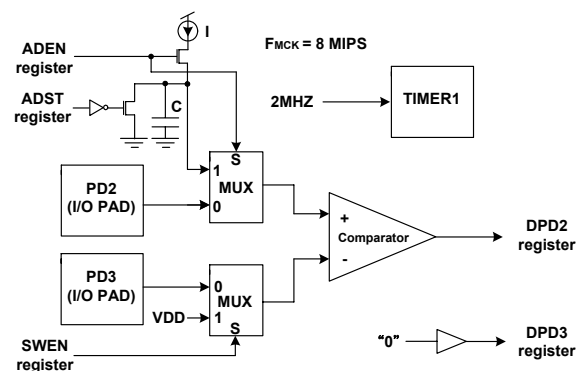 I
ADEN
register
F MCK = 8 MIPS
ADST
register
C
2MHZ
TIMER1
S
1
MUX
0
PD2
(I/O PAD)
+
Comparator
-
DPD2
register
PD3
(I/O PAD)
0
MUX
1
S
VDD
SWEN
register
“0”
DPD3
register